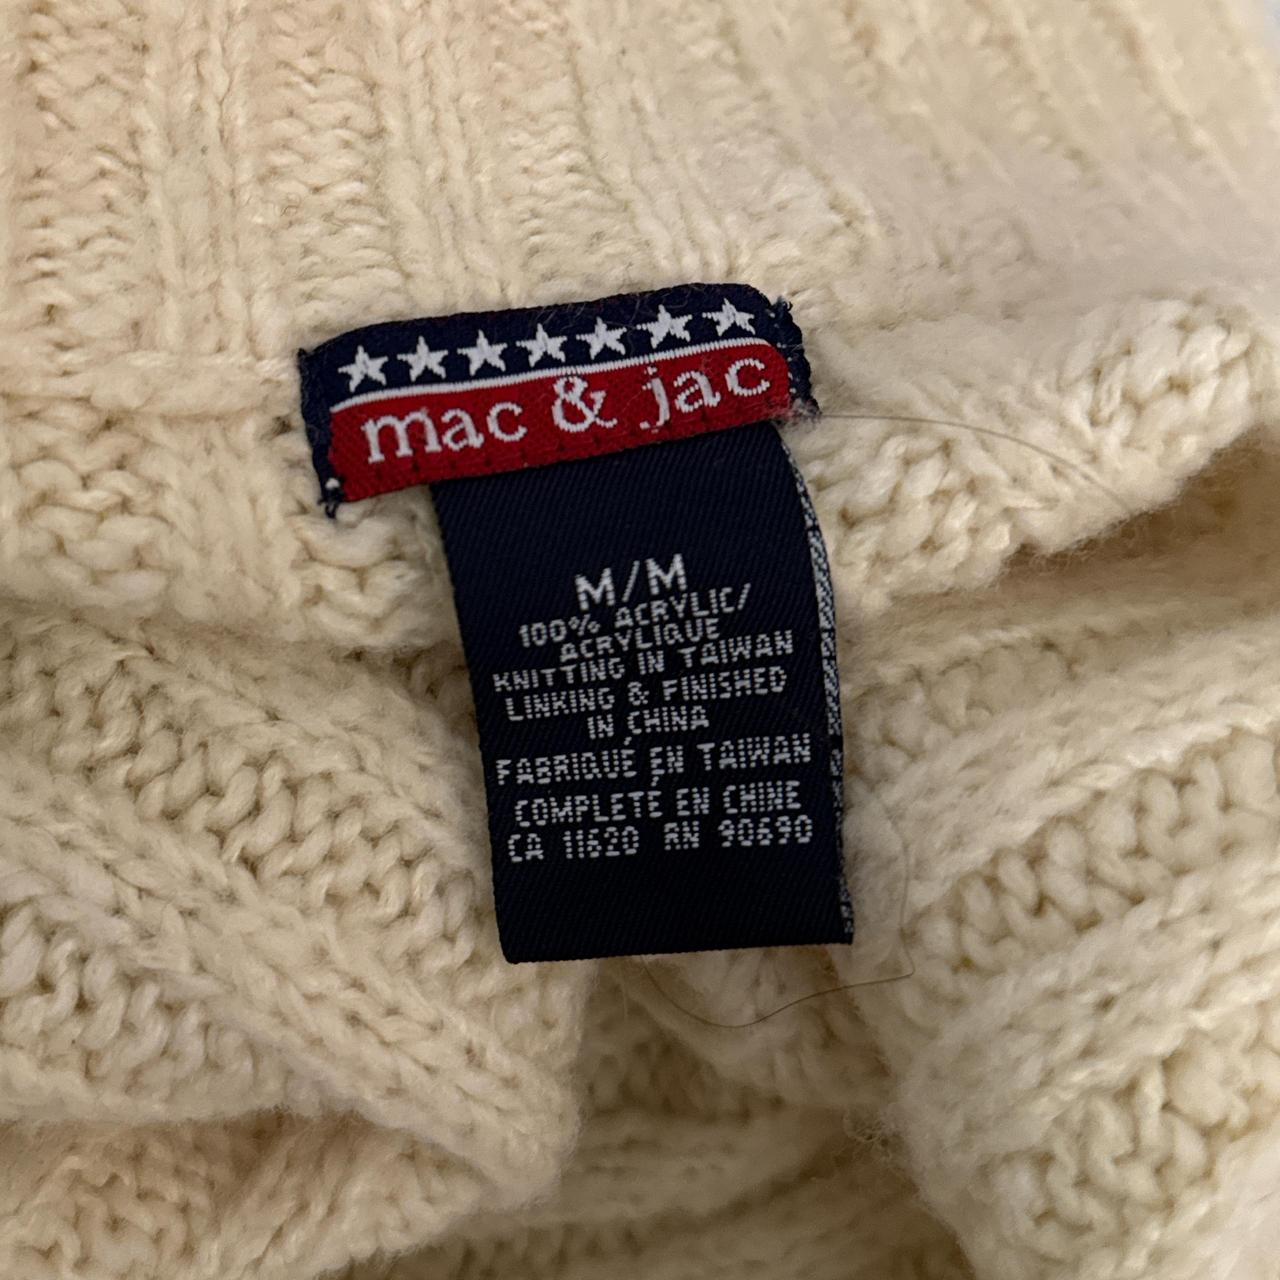 mac & jac
M/M
100% ACRYLIC/
ACRYLIQUE
KNITTING IN TAIWAN
LINKING & FINISHED
IN CHINA
FABRIQUÉ EN TAIWAN
COMPLÉTÉ EN CHINE
CA 11620 RN 90690